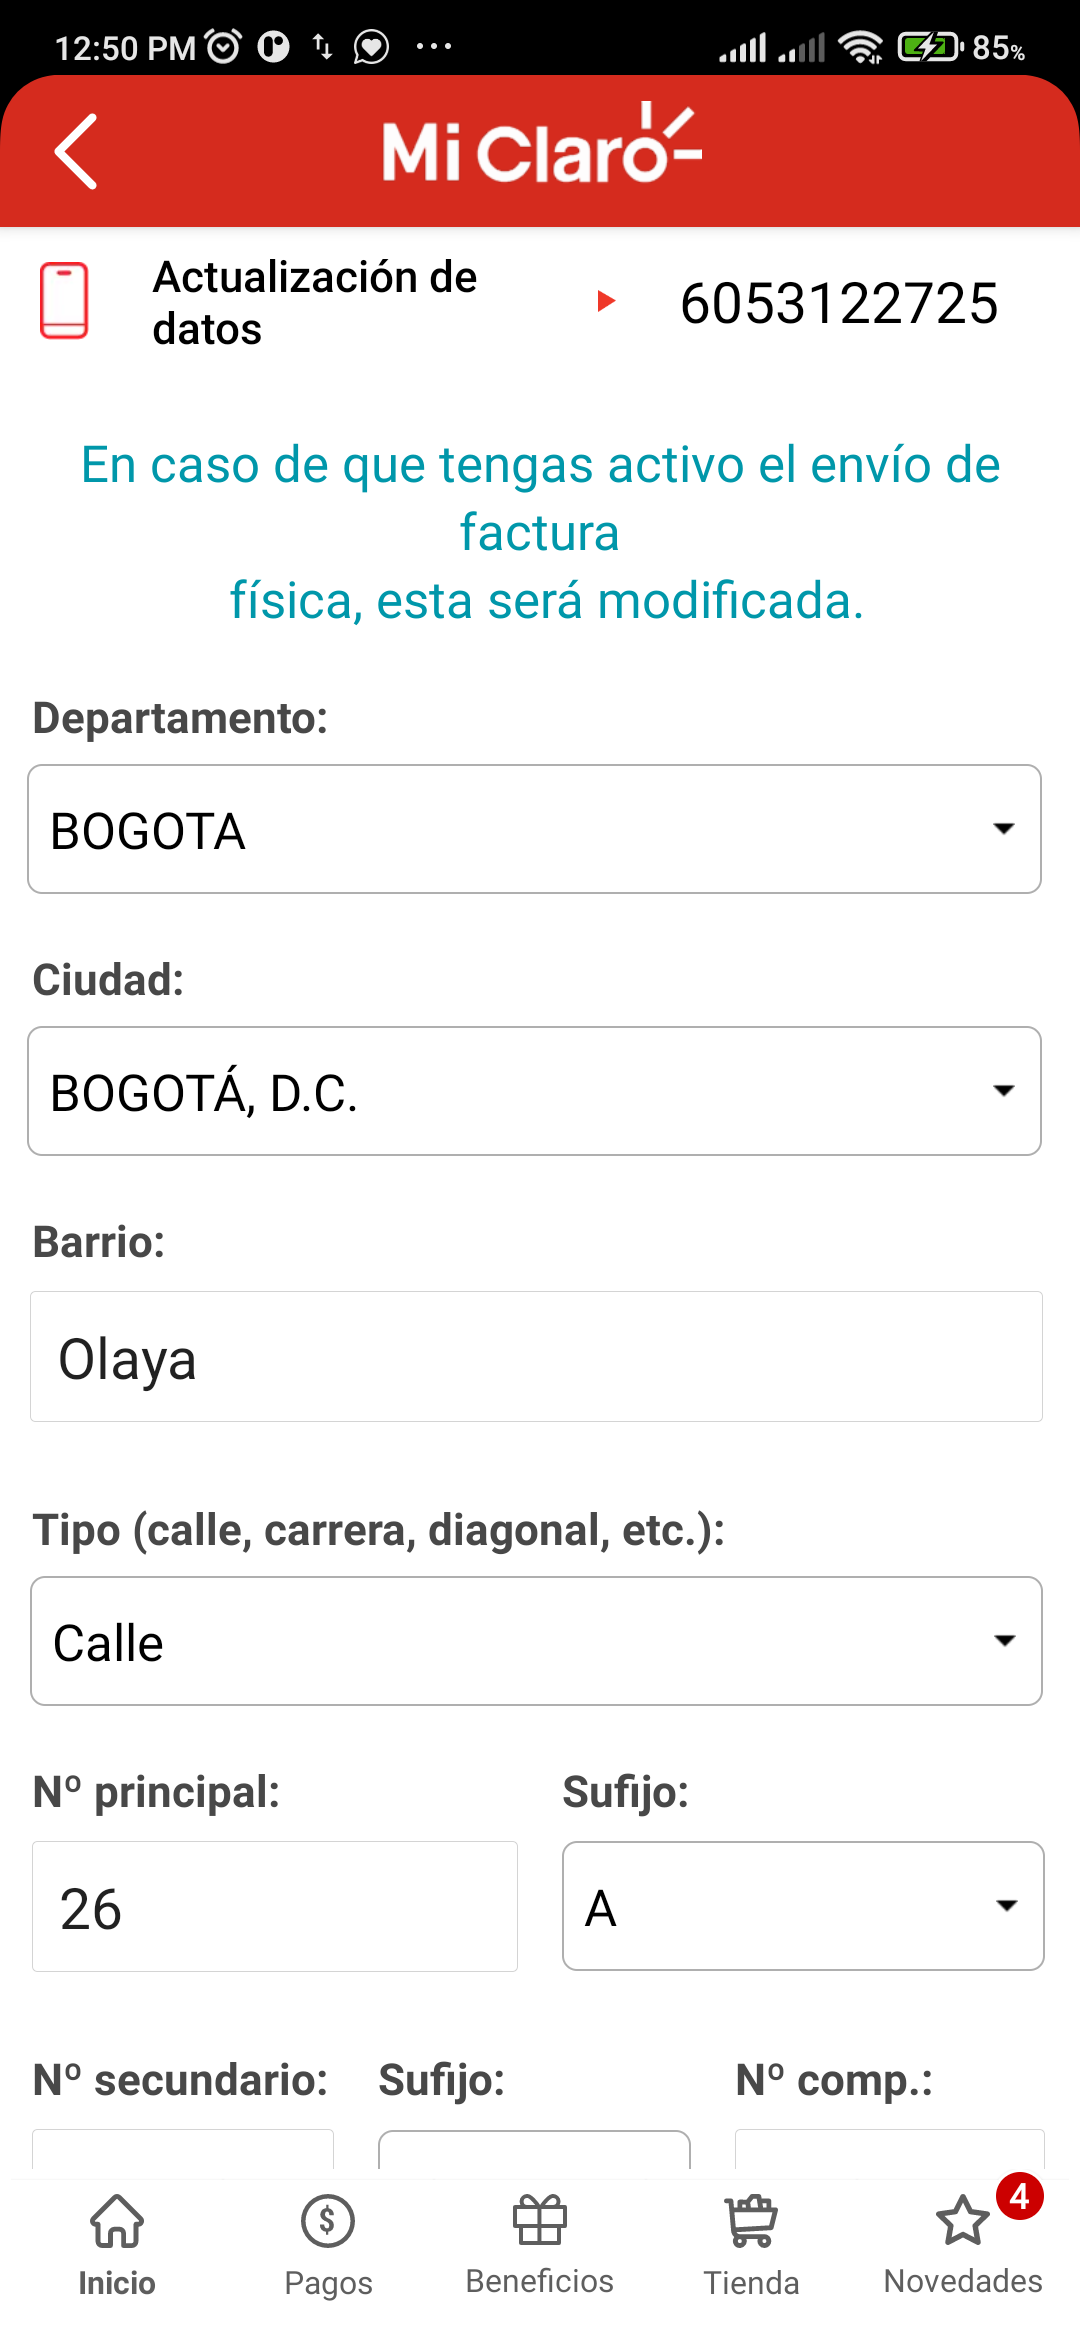 12:50 PM
85%
Mi Claro
Actualización de
datos
6053122725
En caso de que tengas activo el envío de
factura
física, esta será modificada.
Departamento:
BOGOTA
Ciudad:
BOGOTÁ, D.C.
Barrio:
Olaya
Tipo (calle, carrera, diagonal, etc.):
Calle
Nº principal: Sufijo:
26 A
Nº secundario: Sufijo: Nº comp.:
4
Inicio Pagos Beneficios Tienda Novedades